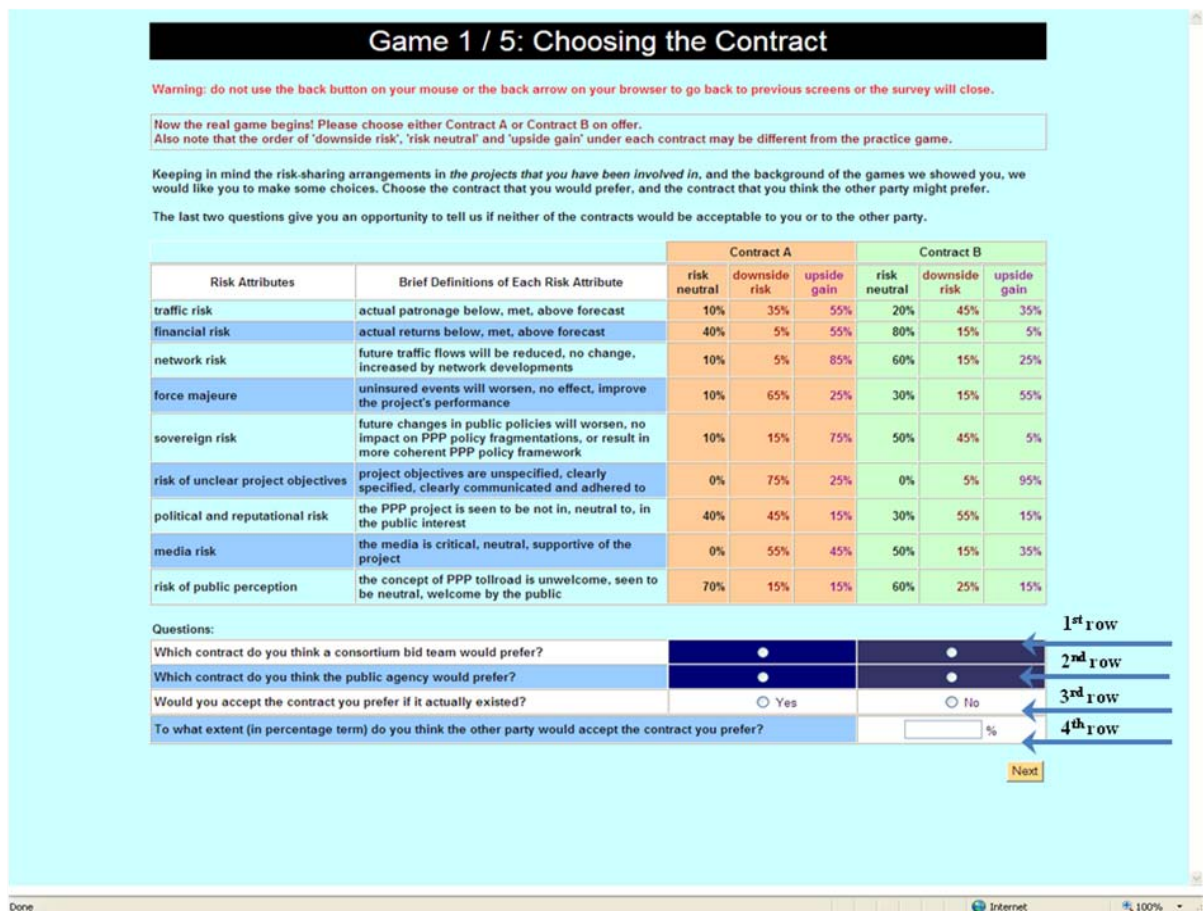 Game 1 / 5: Choosing the Contract
Warning: do not use the back button on your mouse or the back arrow on your browser to go back to previous screens or the survey will close.
Now the real game begins! Please choose either Contract A or Contract B on offer.
Also note that the order of 'downside risk', 'risk neutral' and 'upside gain' under each contract may be different from the practice game.
Keeping in mind the risk-sharing arrangements in the projects that you have been involved in, and the background of the games we showed you, we
would like you to make some choices. Choose the contract that you would prefer, and the contract that you think the other party might prefer.
The last two questions give you an opportunity to tell us if neither of the contracts would be acceptable to you or to the other party.
Contract A Contract B
Risk Attributes Brief Definitions of Each Risk Attribute risk neutral downside risk upside gain risk neutral downside risk upside gain
traffic risk actual patronage below, met, above forecast 10% 35% 55% 20% 45% 35%
financial risk actual returns below, met, above forecast 40% 5% 55% 80% 15% 5%
network risk future traffic flows will be reduced, no change, increased by network developments 10% 5% 85% 60% 15% 25%
force majeure uninsured events will worsen, no effect, improve the project's performance 10% 65% 25% 30% 15% 55%
sovereign risk future changes in public policies will worsen, no impact on PPP policy fragmentations, or result in more coherent PPP policy framework 10% 15% 75% 50% 45% 5%
risk of unclear project objectives project objectives are unspecified, clearly specified, clearly communicated and adhered to 0% 75% 25% 0% 5% 95%
political and reputational risk the PPP project is seen to be not in, neutral to, in the public interest 40% 45% 15% 30% 55% 15%
media risk the media is critical, neutral, supportive of the project 0% 55% 45% 50% 15% 35%
risk of public perception the concept of PPP tollroad is unwelcome, seen to be neutral, welcome by the public 70% 15% 15% 60% 25% 15%
Questions:
Which contract do you think a consortium bid team would prefer? 1st row
Which contract do you think the public agency would prefer? 2nd row
Would you accept the contract you prefer if it actually existed? Yes No 3rd row
To what extent (in percentage term) do you think the other party would accept the contract you prefer? % 4th row
Next
Done Internet 100%